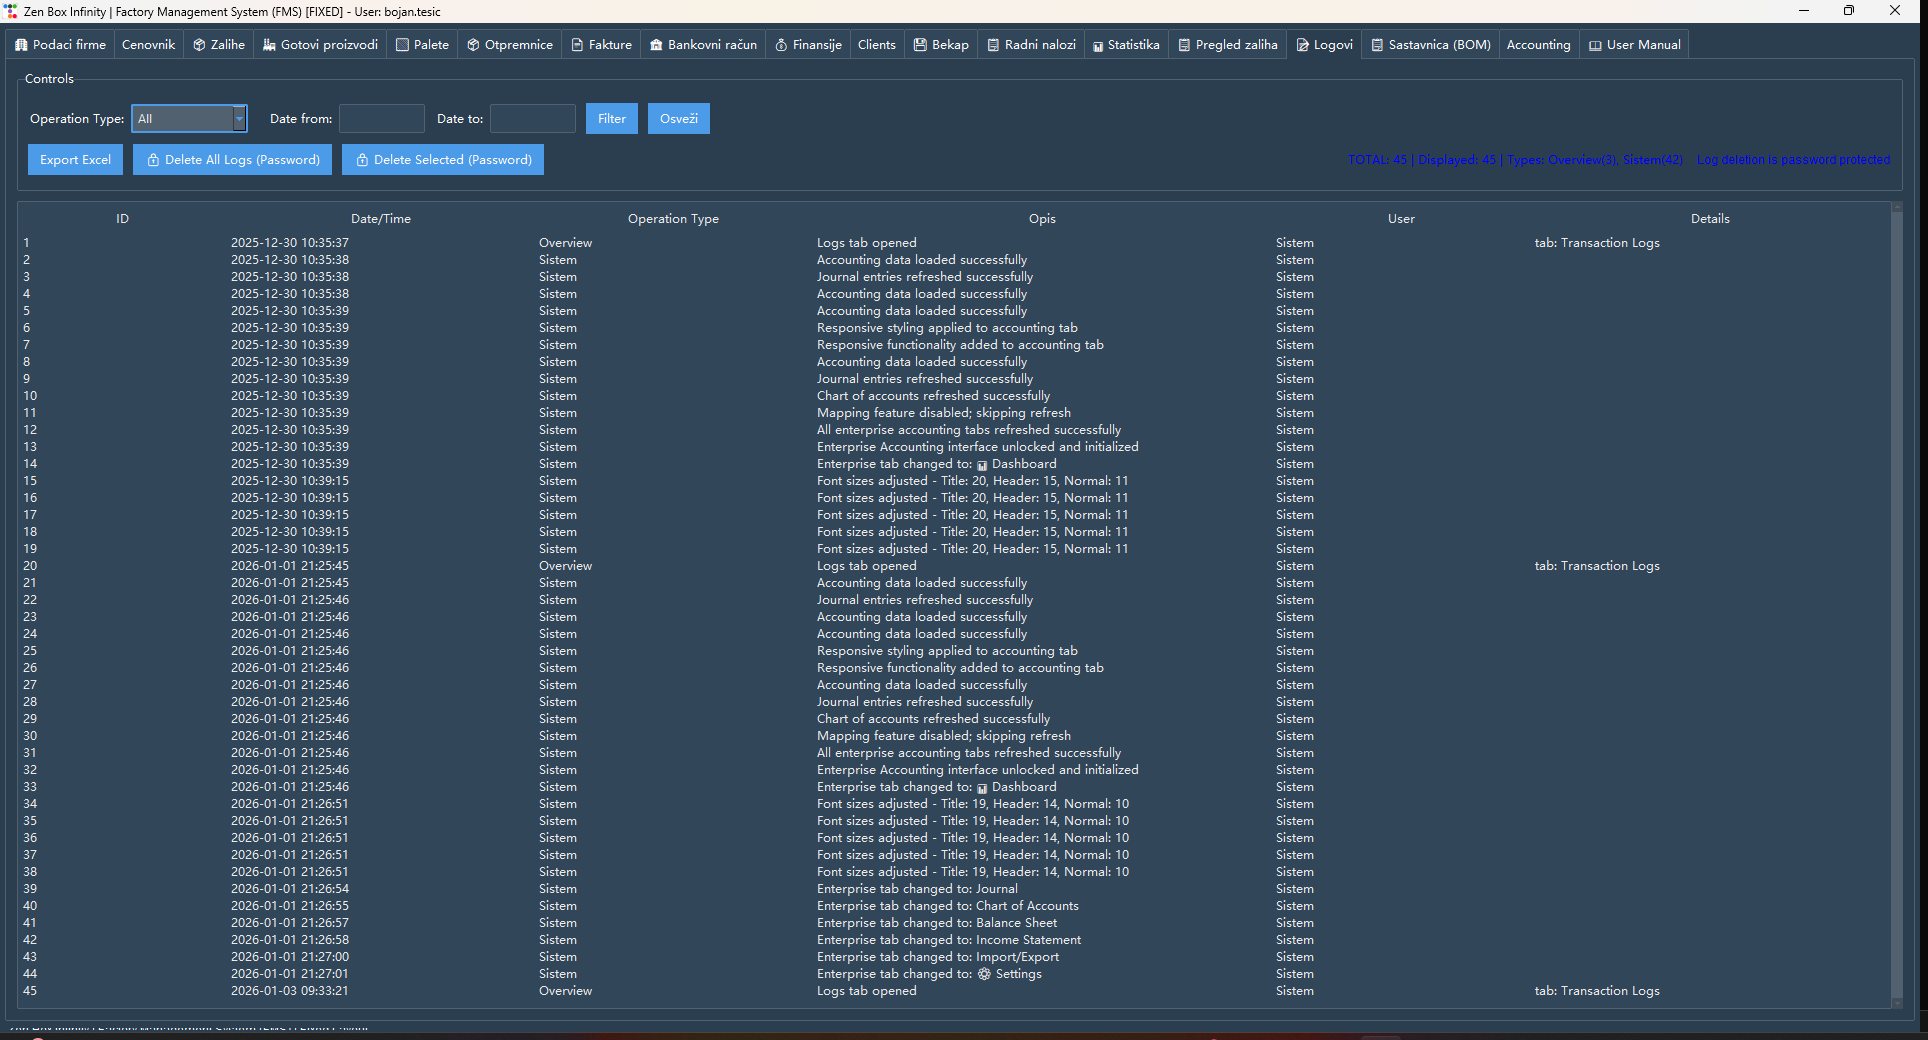 Zen Box Infinity | Factory Management System (FMS) [FIXED] - User: bojan.tesic
Podaci firme Cenovnik Zalihe Gotovi proizvodi Palete Otpremnice Fakture Bankovni račun Finansije Clients Bekap Radni nalozi Statistika Pregled zaliha Logovi Sastavnica (BOM) Accounting User Manual
Controls
Operation Type: All Date from: Date to: Filter Osveži
Export Excel Delete All Logs (Password) Delete Selected (Password) TOTAL: 45 | Displayed: 45 | Types: Overview(3), Sistem(42) Log deletion is password protected
ID Date/Time Operation Type Opis User Details
1 2025-12-30 10:35:37 Overview Logs tab opened Sistem tab: Transaction Logs
2 2025-12-30 10:35:38 Sistem Accounting data loaded successfully Sistem
3 2025-12-30 10:35:38 Sistem Journal entries refreshed successfully Sistem
4 2025-12-30 10:35:38 Sistem Accounting data loaded successfully Sistem
5 2025-12-30 10:35:39 Sistem Accounting data loaded successfully Sistem
6 2025-12-30 10:35:39 Sistem Responsive styling applied to accounting tab Sistem
7 2025-12-30 10:35:39 Sistem Responsive functionality added to accounting tab Sistem
8 2025-12-30 10:35:39 Sistem Accounting data loaded successfully Sistem
9 2025-12-30 10:35:39 Sistem Journal entries refreshed successfully Sistem
10 2025-12-30 10:35:39 Sistem Chart of accounts refreshed successfully Sistem
11 2025-12-30 10:35:39 Sistem Mapping feature disabled; skipping refresh Sistem
12 2025-12-30 10:35:39 Sistem All enterprise accounting tabs refreshed successfully Sistem
13 2025-12-30 10:35:39 Sistem Enterprise Accounting interface unlocked and initialized Sistem
14 2025-12-30 10:35:39 Sistem Enterprise tab changed to: Dashboard Sistem
15 2025-12-30 10:39:15 Sistem Font sizes adjusted - Title: 20, Header: 15, Normal: 11 Sistem
16 2025-12-30 10:39:15 Sistem Font sizes adjusted - Title: 20, Header: 15, Normal: 11 Sistem
17 2025-12-30 10:39:15 Sistem Font sizes adjusted - Title: 20, Header: 15, Normal: 11 Sistem
18 2025-12-30 10:39:15 Sistem Font sizes adjusted - Title: 20, Header: 15, Normal: 11 Sistem
19 2025-12-30 10:39:15 Sistem Font sizes adjusted - Title: 20, Header: 15, Normal: 11 Sistem
20 2026-01-01 21:25:45 Overview Logs tab opened Sistem tab: Transaction Logs
21 2026-01-01 21:25:45 Sistem Accounting data loaded successfully Sistem
22 2026-01-01 21:25:46 Sistem Journal entries refreshed successfully Sistem
23 2026-01-01 21:25:46 Sistem Accounting data loaded successfully Sistem
24 2026-01-01 21:25:46 Sistem Accounting data loaded successfully Sistem
25 2026-01-01 21:25:46 Sistem Responsive styling applied to accounting tab Sistem
26 2026-01-01 21:25:46 Sistem Responsive functionality added to accounting tab Sistem
27 2026-01-01 21:25:46 Sistem Accounting data loaded successfully Sistem
28 2026-01-01 21:25:46 Sistem Journal entries refreshed successfully Sistem
29 2026-01-01 21:25:46 Sistem Chart of accounts refreshed successfully Sistem
30 2026-01-01 21:25:46 Sistem Mapping feature disabled; skipping refresh Sistem
31 2026-01-01 21:25:46 Sistem All enterprise accounting tabs refreshed successfully Sistem
32 2026-01-01 21:25:46 Sistem Enterprise Accounting interface unlocked and initialized Sistem
33 2026-01-01 21:25:46 Sistem Enterprise tab changed to: Dashboard Sistem
34 2026-01-01 21:26:51 Sistem Font sizes adjusted - Title: 19, Header: 14, Normal: 10 Sistem
35 2026-01-01 21:26:51 Sistem Font sizes adjusted - Title: 19, Header: 14, Normal: 10 Sistem
36 2026-01-01 21:26:51 Sistem Font sizes adjusted - Title: 19, Header: 14, Normal: 10 Sistem
37 2026-01-01 21:26:51 Sistem Font sizes adjusted - Title: 19, Header: 14, Normal: 10 Sistem
38 2026-01-01 21:26:51 Sistem Font sizes adjusted - Title: 19, Header: 14, Normal: 10 Sistem
39 2026-01-01 21:26:54 Sistem Enterprise tab changed to: Journal Sistem
40 2026-01-01 21:26:55 Sistem Enterprise tab changed to: Chart of Accounts Sistem
41 2026-01-01 21:26:57 Sistem Enterprise tab changed to: Balance Sheet Sistem
42 2026-01-01 21:26:58 Sistem Enterprise tab changed to: Income Statement Sistem
43 2026-01-01 21:27:00 Sistem Enterprise tab changed to: Import/Export Sistem
44 2026-01-01 21:27:01 Sistem Enterprise tab changed to: Settings Sistem
45 2026-01-03 09:33:21 Overview Logs tab opened Sistem tab: Transaction Logs